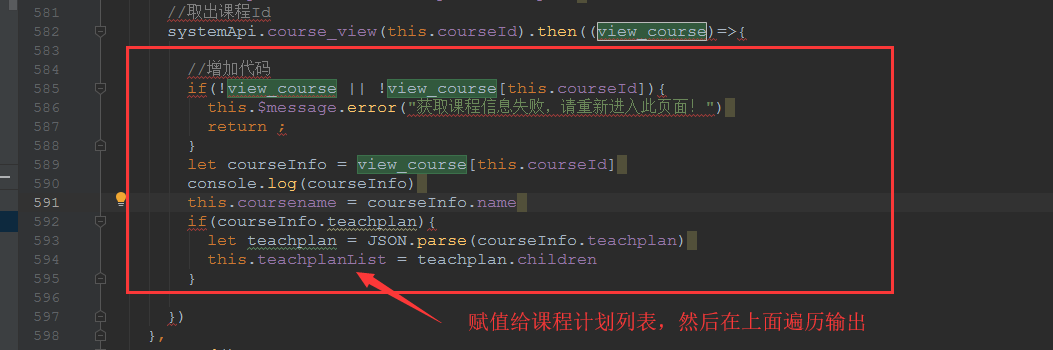 581 //取出课程Id
582 systemApi.course_view(this.courseId).then((view_course)=>{
583
584 //增加代码
585 if(!view_course || !view_course[this.courseId]){
586 this.$message.error("获取课程信息失败，请重新进入此页面！")
587 return ;
588 }
589 let courseInfo = view_course[this.courseId]
590 console.log(courseInfo)
591 this.coursename = courseInfo.name
592 if(courseInfo.teachplan){
593 let teachplan = JSON.parse(courseInfo.teachplan)
594 this.teachplanList = teachplan.children
595 }
596
597 })
赋值给课程计划列表，然后在上面遍历输出
598 },